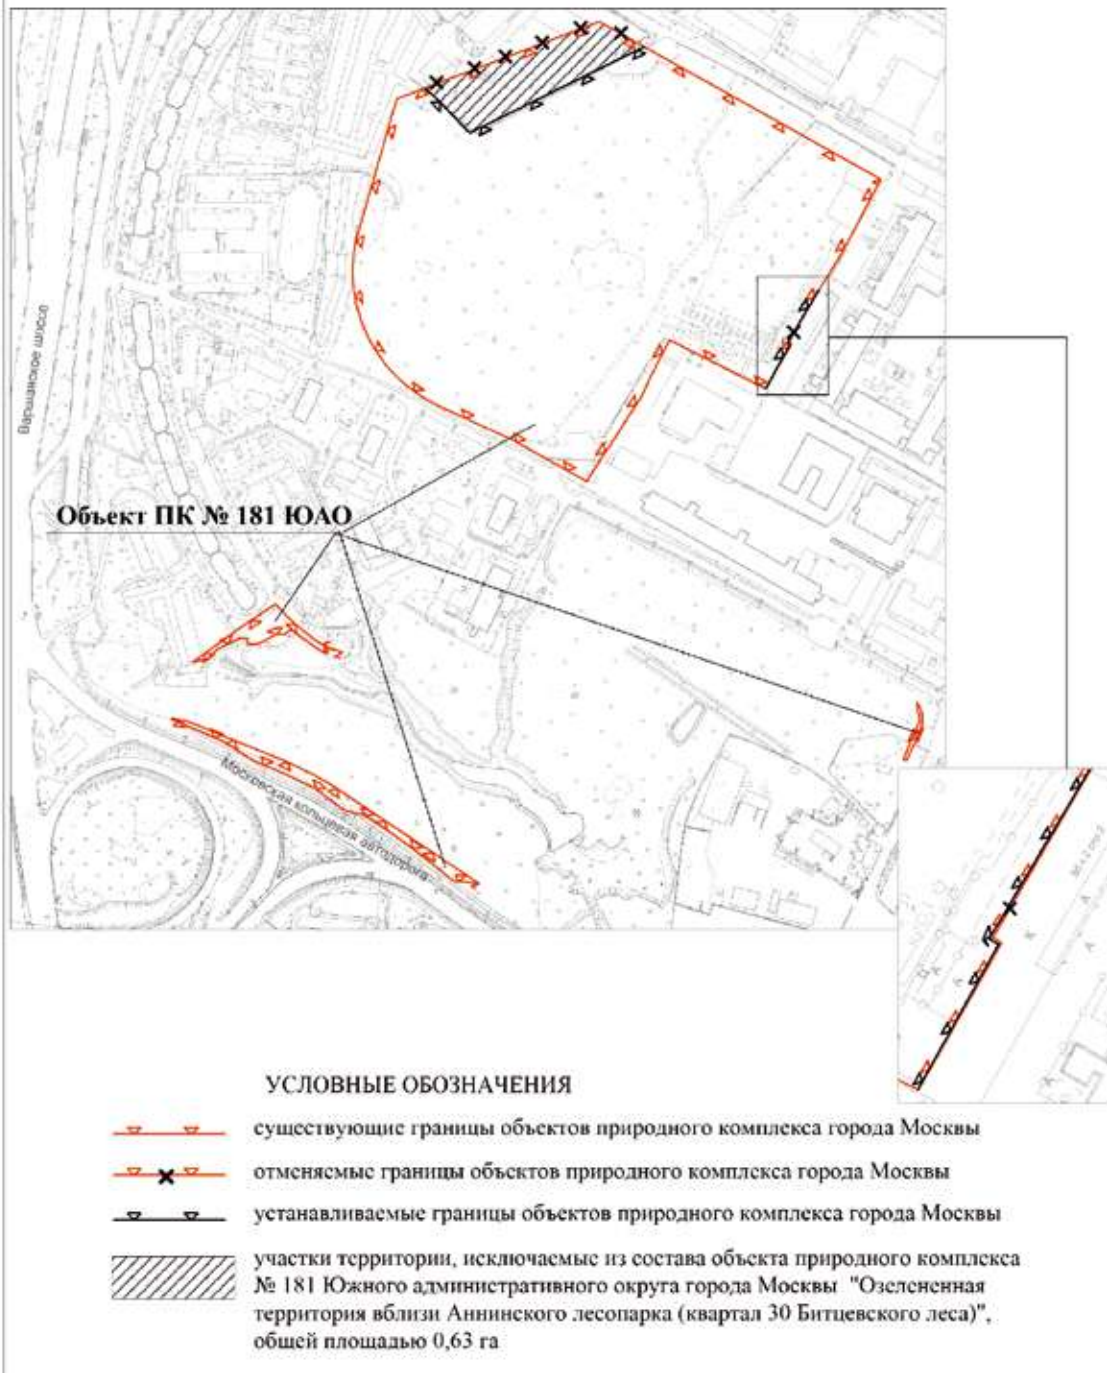 Варшавское шоссе
Объект ПК № 181 ЮАО
Московская кольцевая автодорога
УСЛОВНЫЕ ОБОЗНАЧЕНИЯ
существующие границы объектов природного комплекса города Москвы
отменяемые границы объектов природного комплекса города Москвы
устанавливаемые границы объектов природного комплекса города Москвы
участки территории, исключаемые из состава объекта природного комплекса
№ 181 Южного административного округа города Москвы "Озелененная
территория вблизи Аннинского лесопарка (квартал 30 Битцевского леса)",
общей площадью 0,63 га